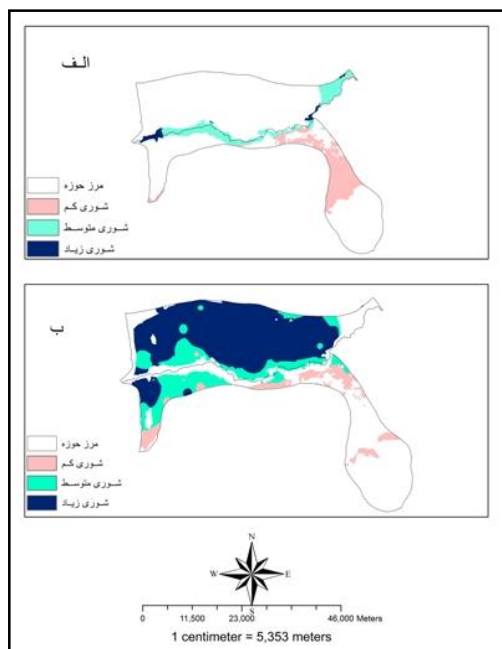 الف
مرز حوزه
شوری کم
شوری متوسط
شوری زیاد
ب
مرز حوزه
شوری کم
شوری متوسط
شوری زیاد
N
W E
S
0 11,500 23,000 46,000 Meters
1 centimeter = 5,353 meters